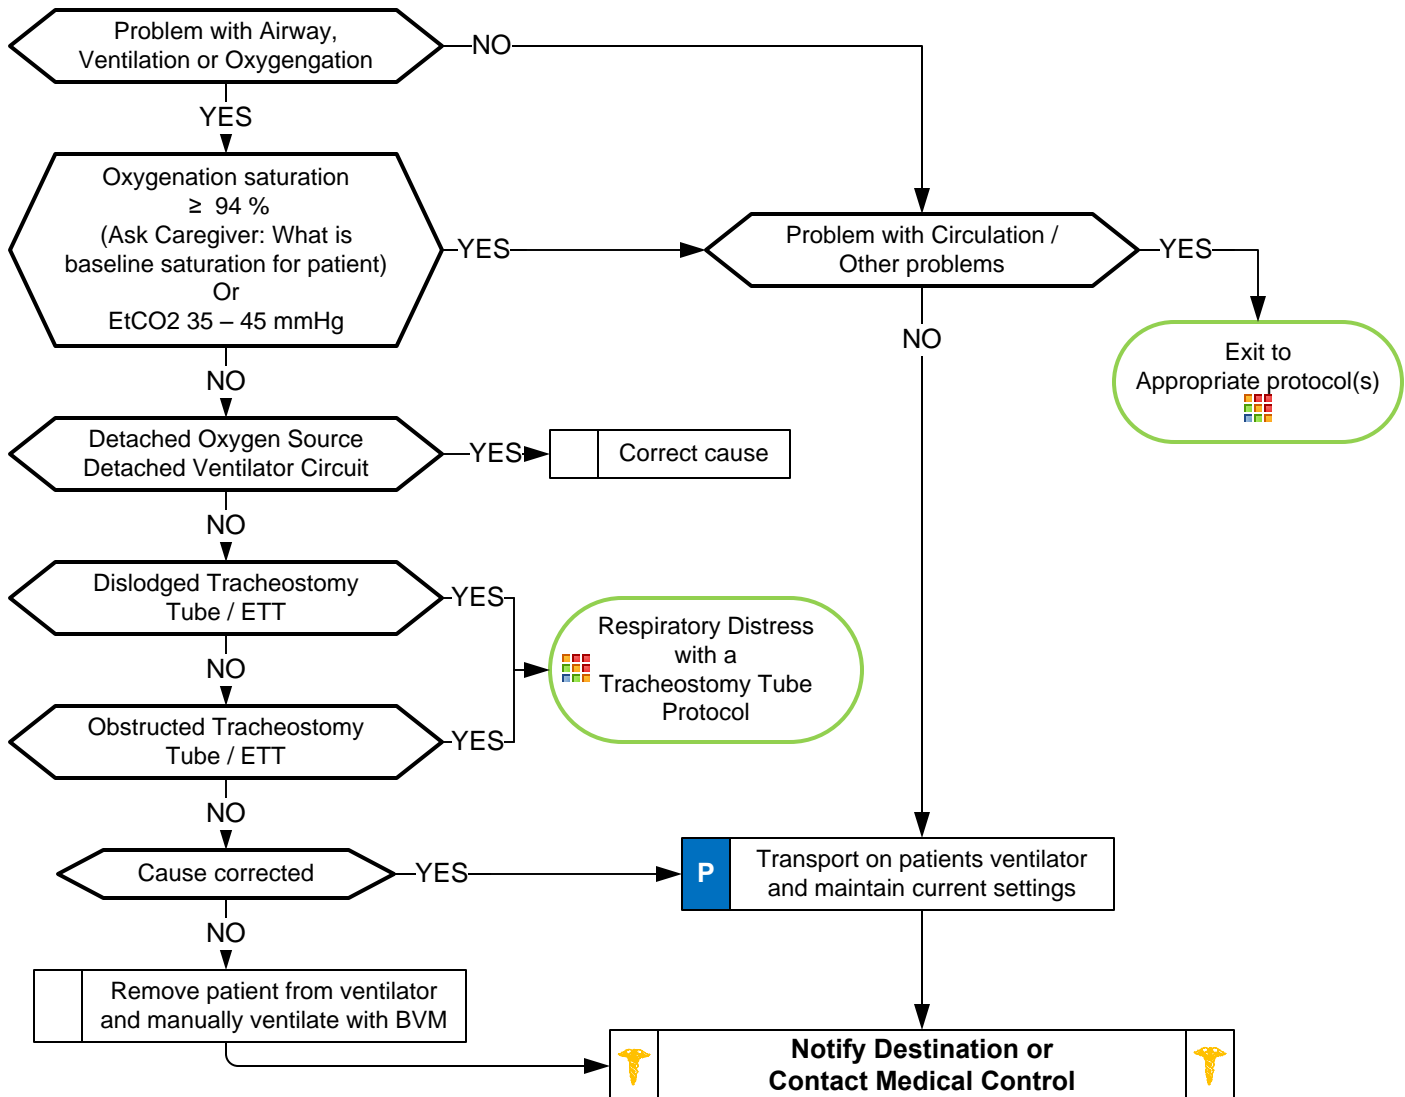 Problem with Airway,
Ventilation or Oxygengation
NO
YES
Oxygenation saturation
≥ 94 %
(Ask Caregiver: What is
baseline saturation for patient)
Or
EtCO2 35 – 45 mmHg
YES
Problem with Circulation /
Other problems
YES
NO
Exit to
Appropriate protocol(s)
NO
Detached Oxygen Source
Detached Ventilator Circuit
YES
Correct cause
NO
Dislodged Tracheostomy
Tube / ETT
YES
Respiratory Distress
with a
Tracheostomy Tube
Protocol
NO
Obstructed Tracheostomy
Tube / ETT
YES
NO
Cause corrected
YES
P
Transport on patients ventilator
and maintain current settings
NO
Remove patient from ventilator
and manually ventilate with BVM
Notify Destination or
Contact Medical Control